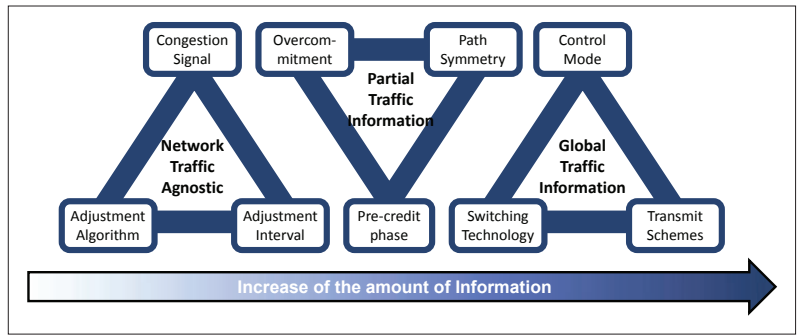 Congestion
Signal
Overcom-
mitment
Path
Symmetry
Control
Mode
Partial
Traffic
Information
Network
Traffic
Agnostic
Global
Traffic
Information
Adjustment
Algorithm
Adjustment
Interval
Pre-credit
phase
Switching
Technology
Transmit
Schemes
Increase of the amount of Information